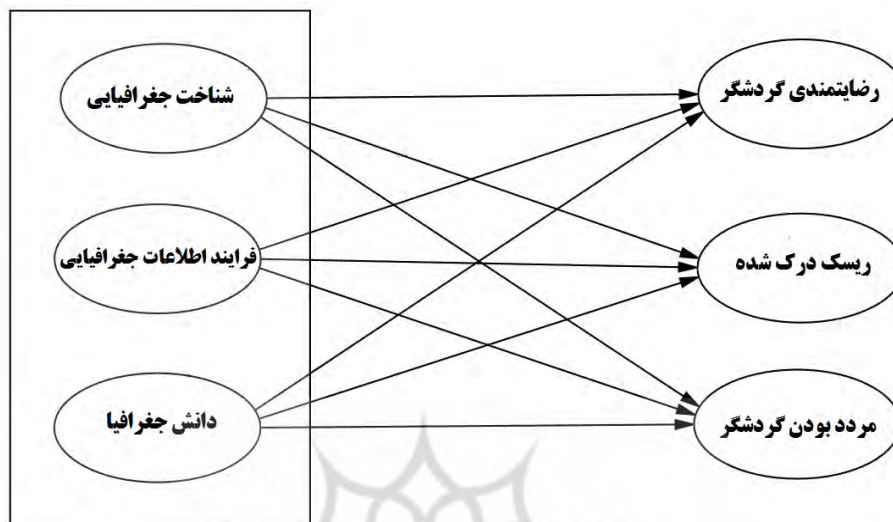 شناخت جغرافیایی
رضایتمندی گردشگر
فرایند اطلاعات جغرافیایی
ریسک درک شده
دانش جغرافیا
مردد بودن گردشگر